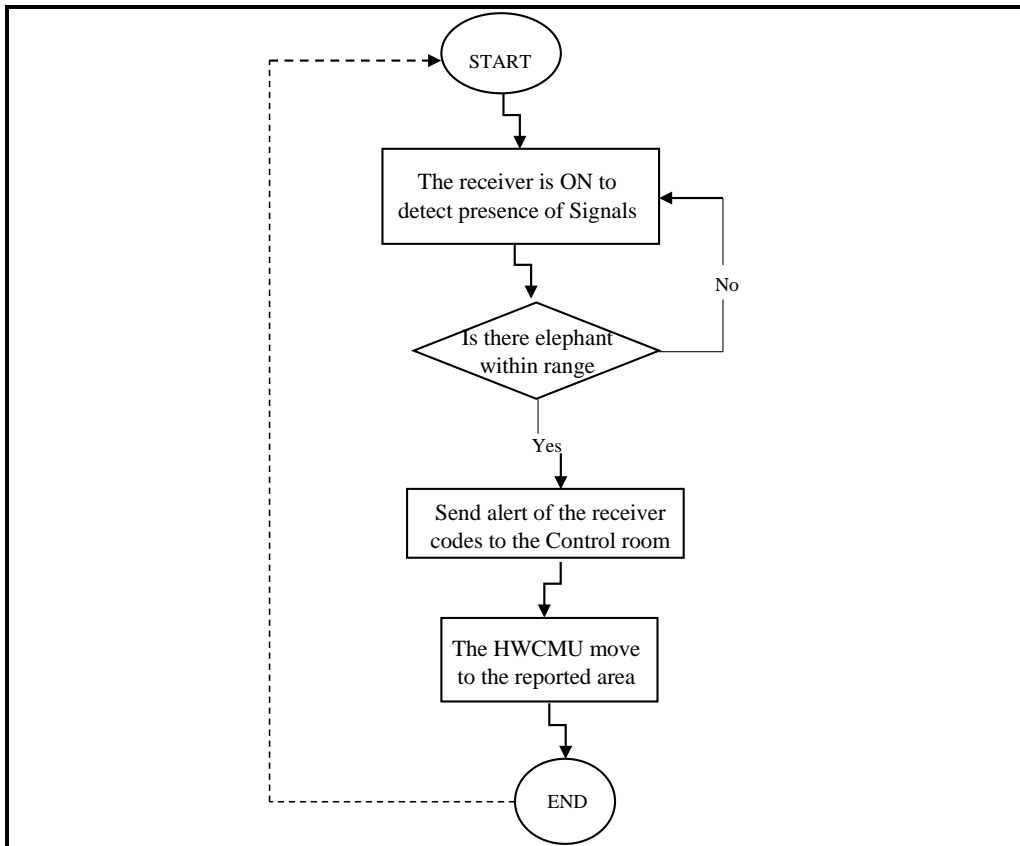 START
The receiver is ON to
detect presence of Signals
No
Is there elephant
within range
Yes
Send alert of the receiver
codes to the Control room
The HWCMU move
to the reported area
END